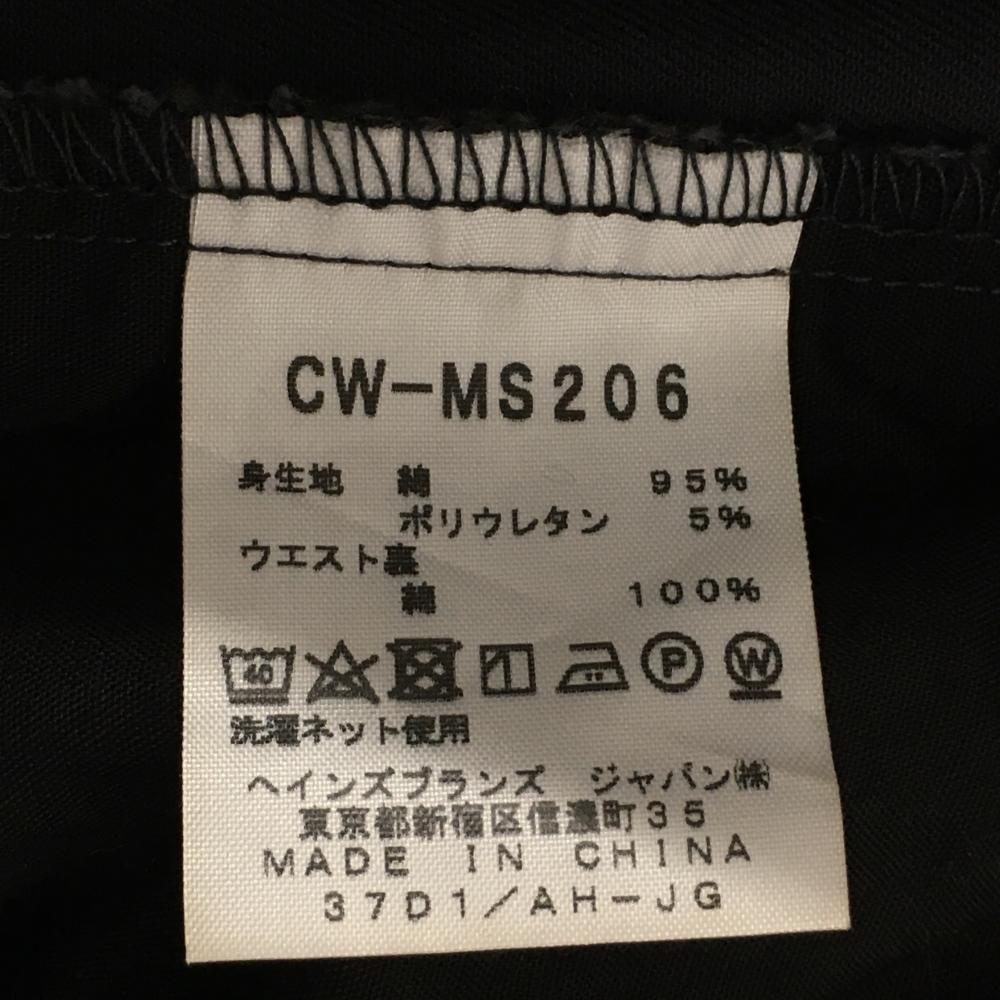 CW-MS206
身生地 綿 95%
ポリウレタン 5%
ウエスト裏
綿 100%
40 P W
洗濯ネット使用
ヘインズブランズ ジャパン㈱
東京都新宿区信濃町35
MADE IN CHINA
37D1/AH-JG